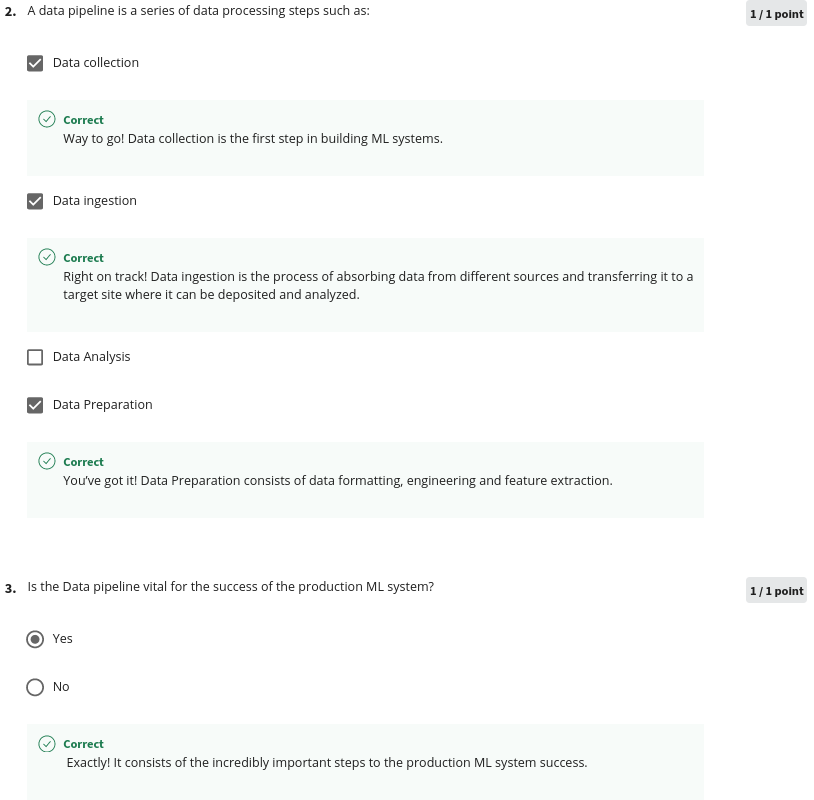 2. A data pipeline is a series of data processing steps such as:
1 / 1 point
Data collection
Correct
Way to go! Data collection is the first step in building ML systems.
Data ingestion
Correct
Right on track! Data ingestion is the process of absorbing data from different sources and transferring it to a
target site where it can be deposited and analyzed.
Data Analysis
Data Preparation
Correct
You’ve got it! Data Preparation consists of data formatting, engineering and feature extraction.
3. Is the Data pipeline vital for the success of the production ML system?
1 / 1 point
Yes
No
Correct
Exactly! It consists of the incredibly important steps to the production ML system success.